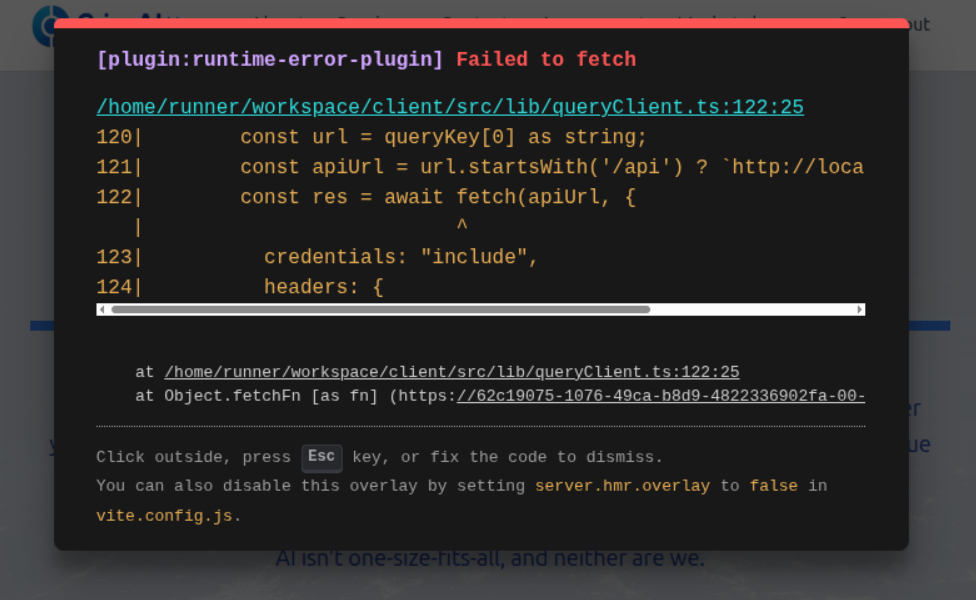 [plugin:runtime-error-plugin] Failed to fetch
/home/runner/workspace/client/src/lib/queryClient.ts:122:25
120|        const url = queryKey[0] as string;
121|        const apiUrl = url.startsWith('/api') ? `http://loca
122|        const res = await fetch(apiUrl, {
   |                          ^
123|          credentials: "include",
124|          headers: {
at /home/runner/workspace/client/src/lib/queryClient.ts:122:25
at Object.fetchFn [as fn] (https://62c19075-1076-49ca-b8d9-4822336902fa-00-
Click outside, press Esc key, or fix the code to dismiss.
You can also disable this overlay by setting server.hmr.overlay to false in
vite.config.js.
AI isn't one-size-fits-all, and neither are we.